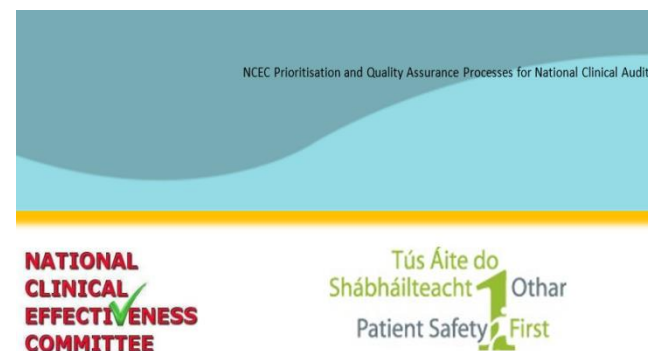 NCEC Prioritisation and Quality Assurance Processes for National Clinical Audit
NATIONAL
CLINICAL
EFFECTIVENESS
COMMITTEE
Tús Áite do
Shábháilteacht 1 Othar
Patient Safety First